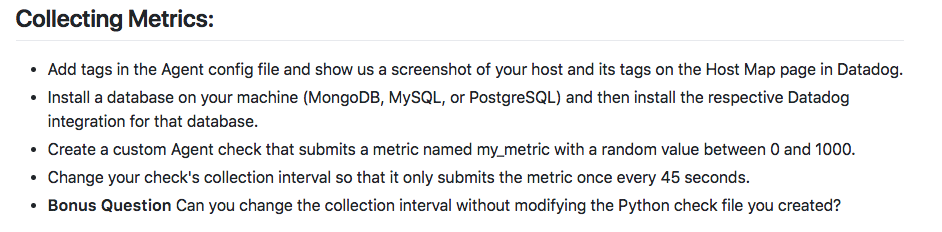 Collecting Metrics:
• Add tags in the Agent config file and show us a screenshot of your host and its tags on the Host Map page in Datadog.
• Install a database on your machine (MongoDB, MySQL, or PostgreSQL) and then install the respective Datadog
integration for that database.
• Create a custom Agent check that submits a metric named my_metric with a random value between 0 and 1000.
• Change your check's collection interval so that it only submits the metric once every 45 seconds.
• Bonus Question Can you change the collection interval without modifying the Python check file you created?